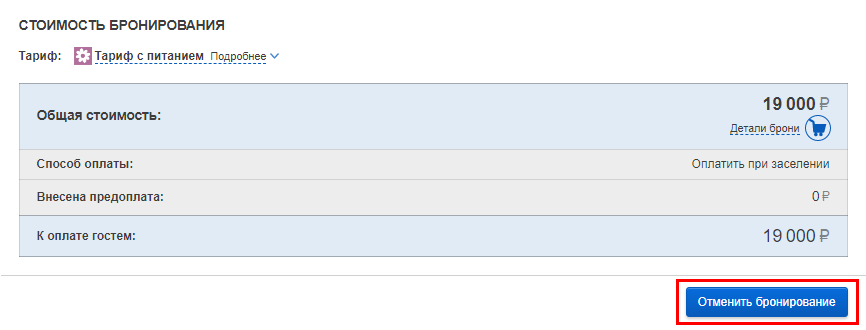 СТОИМОСТЬ БРОНИРОВАНИЯ
Тариф: Тариф с питанием Подробнее
Общая стоимость: 19 000 ₽
Детали брони
Способ оплаты: Оплатить при заселении
Внесена предоплата: 0 ₽
К оплате гостем: 19 000 ₽
Отменить бронирование